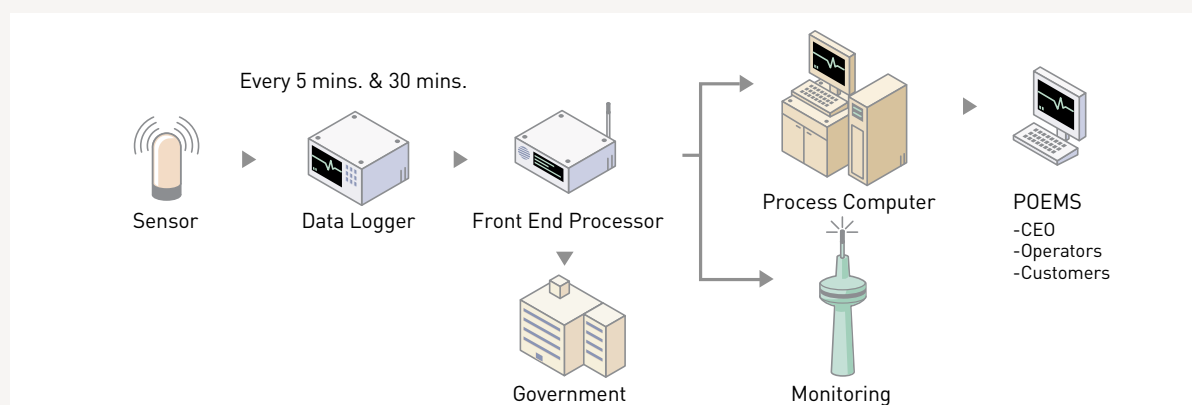 Every 5 mins. & 30 mins.
Sensor
Data Logger
Front End Processor
Process Computer
POEMS
-CEO
-Operators
-Customers
Government
Monitoring